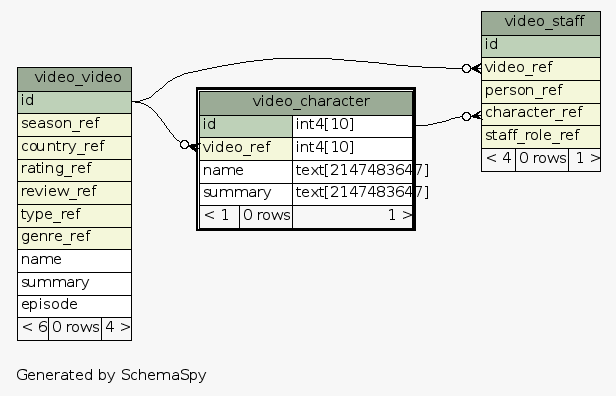 video_staff
id
video_ref
person_ref
character_ref
staff_role_ref
< 4 0 rows 1 >
video_video
id
season_ref
country_ref
rating_ref
review_ref
type_ref
genre_ref
name
summary
episode
< 6 0 rows 4 >
video_character
id int4[10]
video_ref int4[10]
name text[2147483647]
summary text[2147483647]
< 1 0 rows 1 >
Generated by SchemaSpy